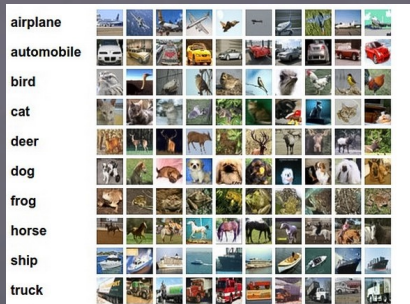 airplane
automobile
bird
cat
deer
dog
frog
horse
ship
truck